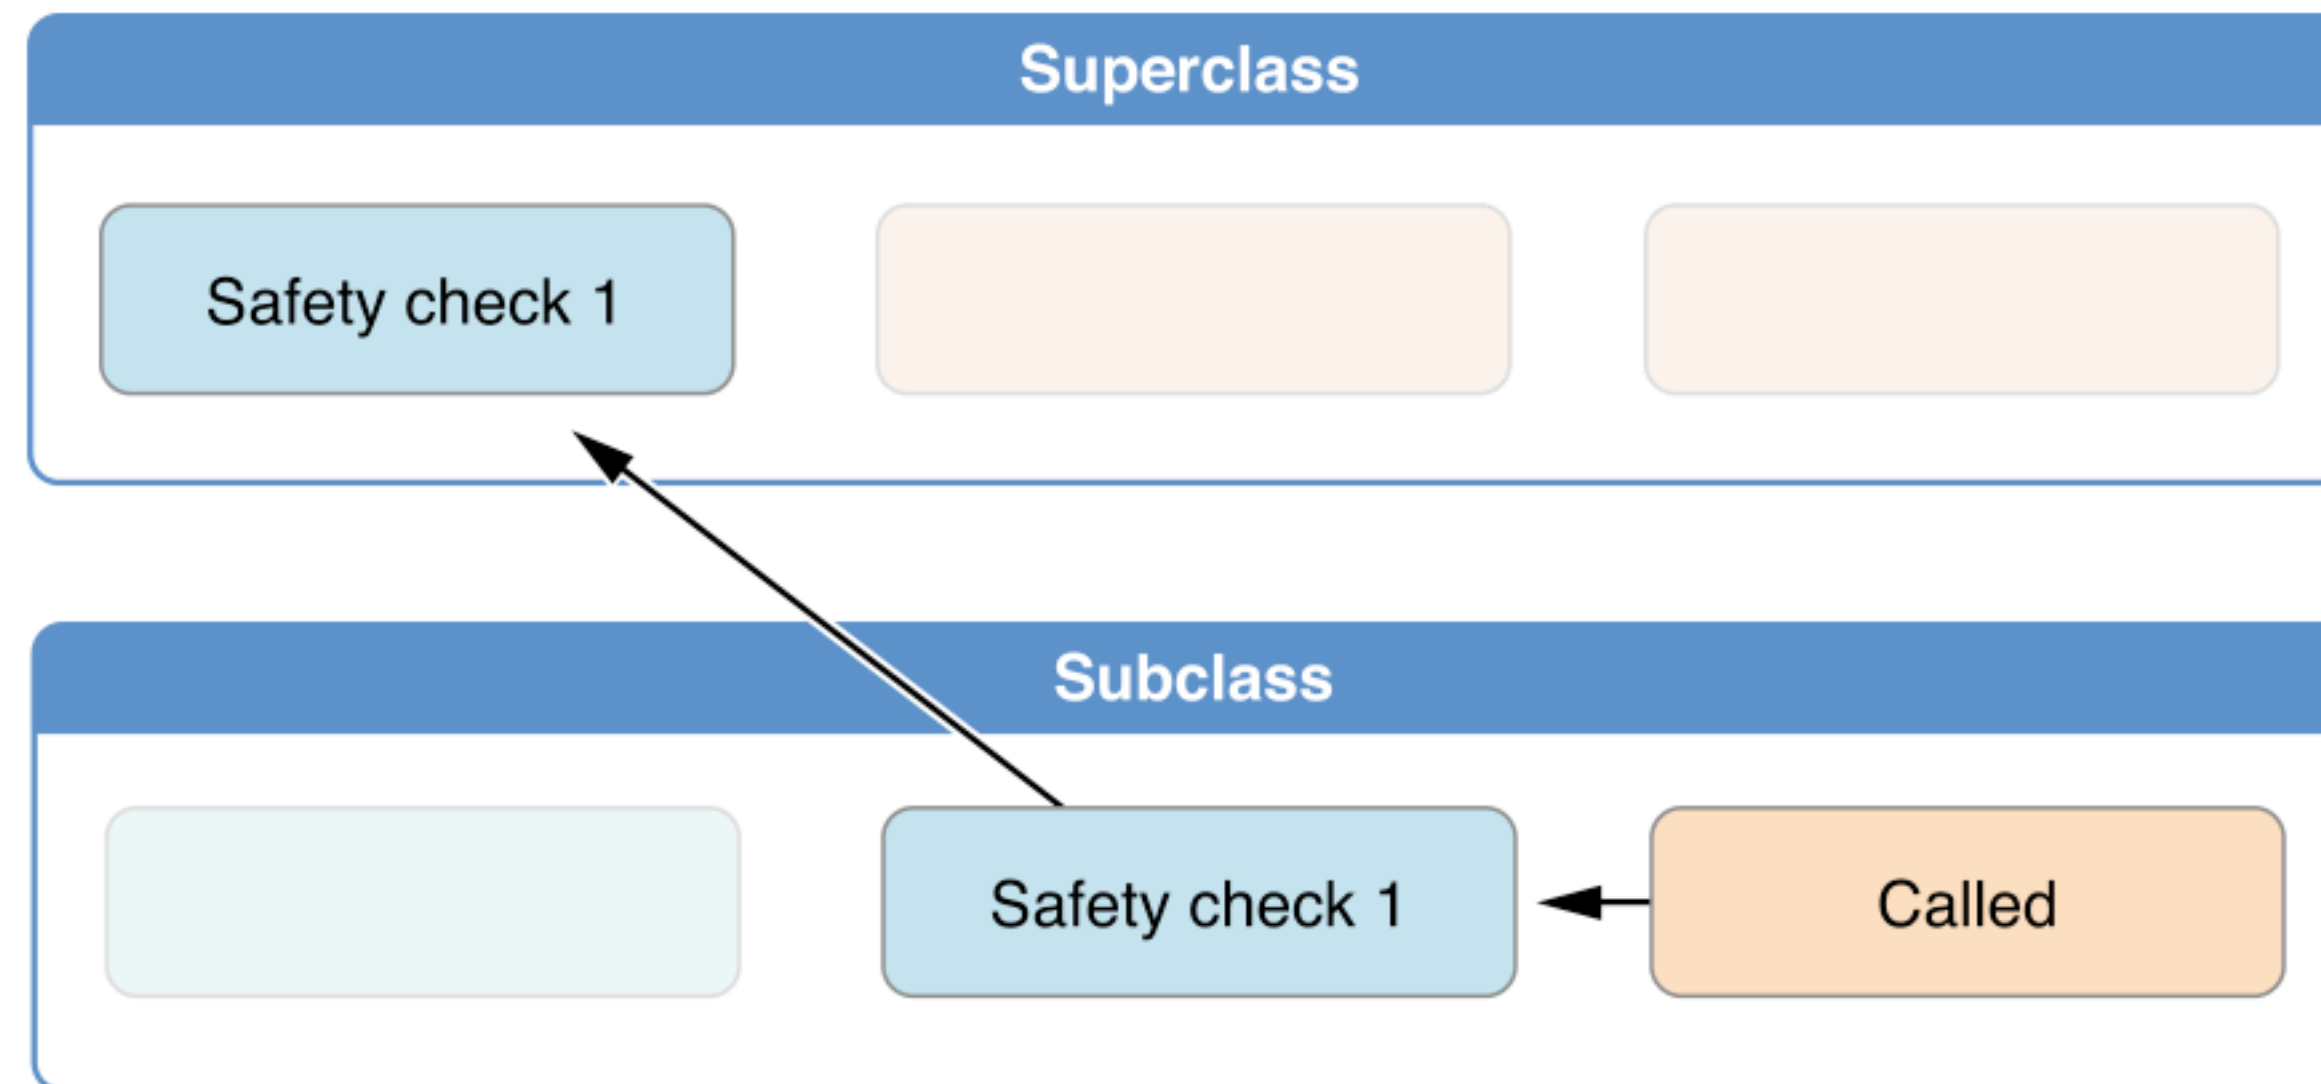 Superclass
Safety check 1
Subclass
Safety check 1
Called